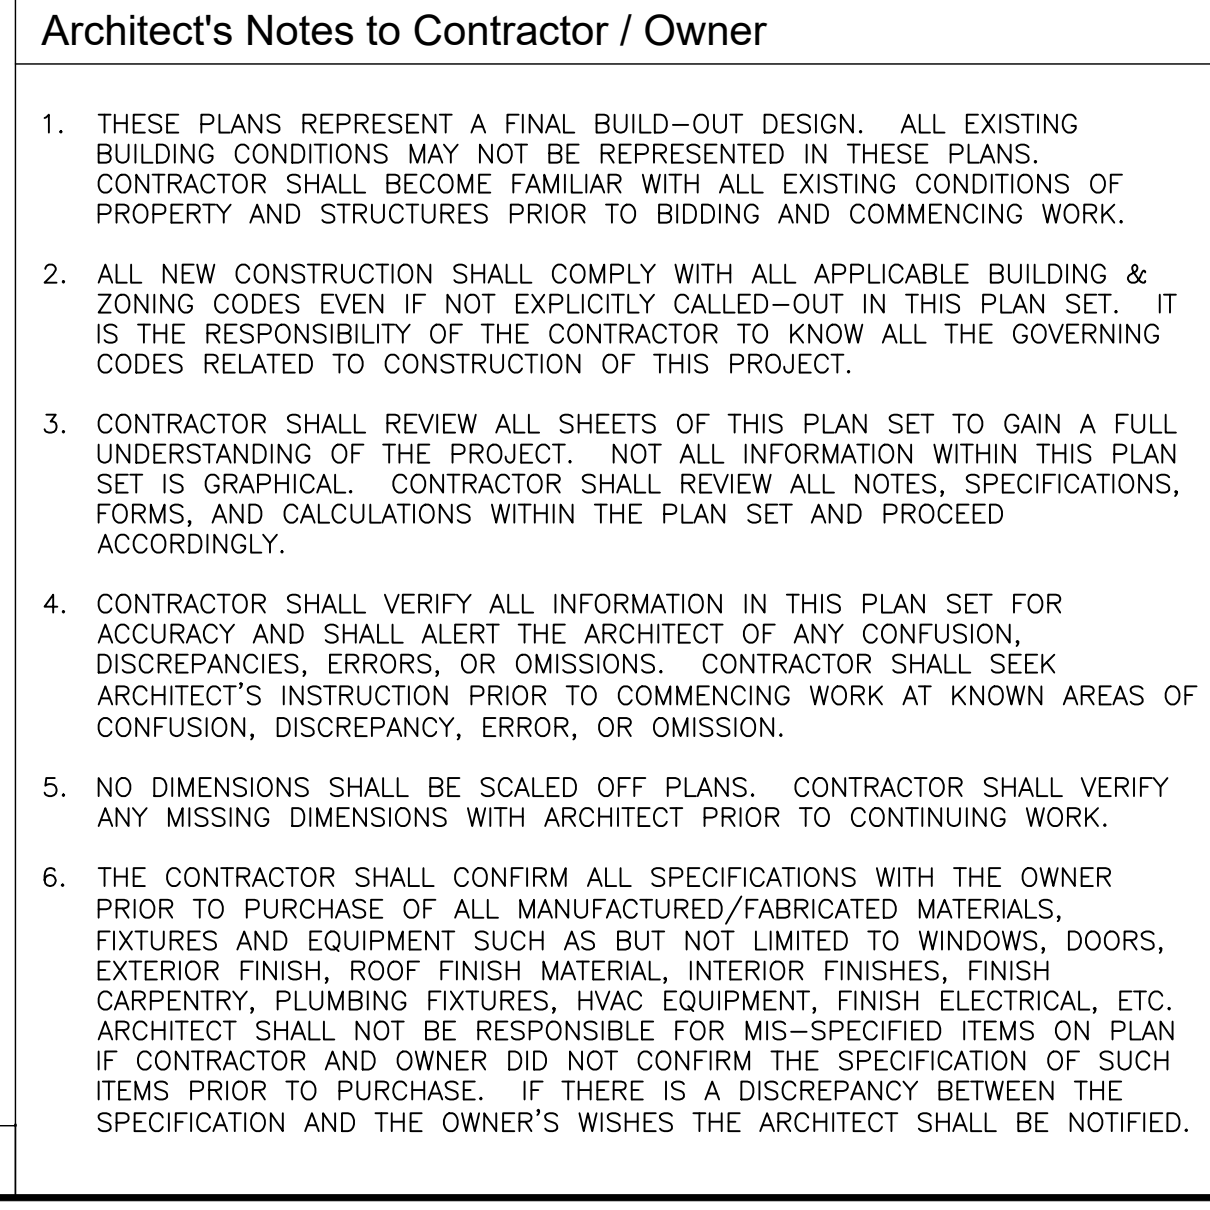 Architect's Notes to Contractor / Owner
1. THESE PLANS REPRESENT A FINAL BUILD-OUT DESIGN. ALL EXISTING
BUILDING CONDITIONS MAY NOT BE REPRESENTED IN THESE PLANS.
CONTRACTOR SHALL BECOME FAMILIAR WITH ALL EXISTING CONDITIONS OF
PROPERTY AND STRUCTURES PRIOR TO BIDDING AND COMMENCING WORK.
2. ALL NEW CONSTRUCTION SHALL COMPLY WITH ALL APPLICABLE BUILDING &
ZONING CODES EVEN IF NOT EXPLICITLY CALLED-OUT IN THIS PLAN SET. IT
IS THE RESPONSIBILITY OF THE CONTRACTOR TO KNOW ALL THE GOVERNING
CODES RELATED TO CONSTRUCTION OF THIS PROJECT.
3. CONTRACTOR SHALL REVIEW ALL SHEETS OF THIS PLAN SET TO GAIN A FULL
UNDERSTANDING OF THE PROJECT. NOT ALL INFORMATION WITHIN THIS PLAN
SET IS GRAPHICAL. CONTRACTOR SHALL REVIEW ALL NOTES, SPECIFICATIONS,
FORMS, AND CALCULATIONS WITHIN THE PLAN SET AND PROCEED
ACCORDINGLY.
4. CONTRACTOR SHALL VERIFY ALL INFORMATION IN THIS PLAN SET FOR
ACCURACY AND SHALL ALERT THE ARCHITECT OF ANY CONFUSION,
DISCREPANCIES, ERRORS, OR OMISSIONS. CONTRACTOR SHALL SEEK
ARCHITECT'S INSTRUCTION PRIOR TO COMMENCING WORK AT KNOWN AREAS OF
CONFUSION, DISCREPANCY, ERROR, OR OMISSION.
5. NO DIMENSIONS SHALL BE SCALED OFF PLANS. CONTRACTOR SHALL VERIFY
ANY MISSING DIMENSIONS WITH ARCHITECT PRIOR TO CONTINUING WORK.
6. THE CONTRACTOR SHALL CONFIRM ALL SPECIFICATIONS WITH THE OWNER
PRIOR TO PURCHASE OF ALL MANUFACTURED/FABRICATED MATERIALS,
FIXTURES AND EQUIPMENT SUCH AS BUT NOT LIMITED TO WINDOWS, DOORS,
EXTERIOR FINISH, ROOF FINISH MATERIAL, INTERIOR FINISHES, FINISH
CARPENTRY, PLUMBING FIXTURES, HVAC EQUIPMENT, FINISH ELECTRICAL, ETC.
ARCHITECT SHALL NOT BE RESPONSIBLE FOR MIS-SPECIFIED ITEMS ON PLAN
IF CONTRACTOR AND OWNER DID NOT CONFIRM THE SPECIFICATION OF SUCH
ITEMS PRIOR TO PURCHASE. IF THERE IS A DISCREPANCY BETWEEN THE
SPECIFICATION AND THE OWNER'S WISHES THE ARCHITECT SHALL BE NOTIFIED.